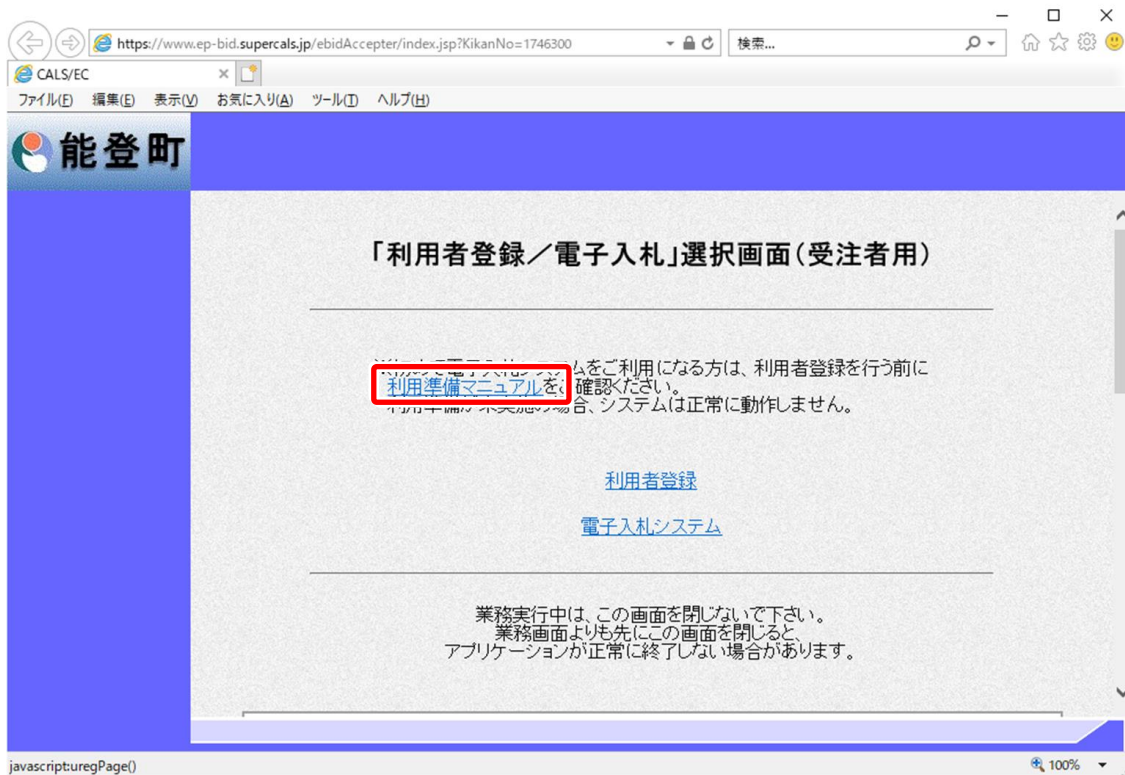 https://www.ep-bid.supercals.jp/ebidAccepter/index.jsp?KikanNo=1746300
検索...
CALS/EC
ファイル(F) 編集(E) 表示(V) お気に入り(A) ツール(T) ヘルプ(H)
能登町
「利用者登録／電子入札」選択画面（受注者用）
をご利用になる方は、利用者登録を行う前に
利用準備マニュアルをご確認ください。
場合、システムは正常に動作しません。
利用者登録
電子入札システム
業務実行中は、この画面を閉じないで下さい。
業務画面よりも先にこの画面を閉じると、
アプリケーションが正常に終了しない場合があります。
javascript:uregPage()
100%